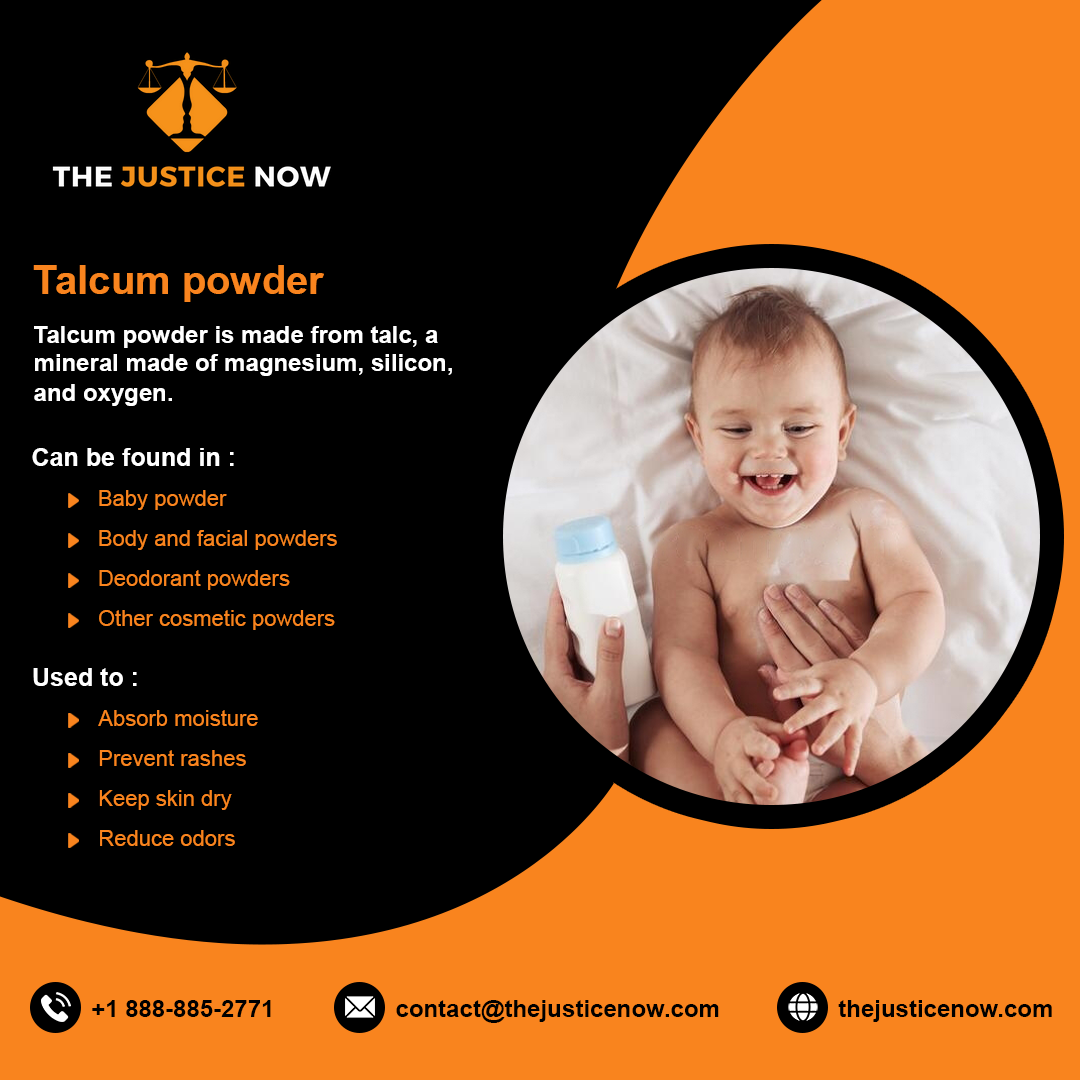 THE JUSTICE NOW
Talcum powder
Talcum powder is made from talc, a
mineral made of magnesium, silicon,
and oxygen.
Can be found in :
Baby powder
Body and facial powders
Deodorant powders
Other cosmetic powders
Used to :
Absorb moisture
Prevent rashes
Keep skin dry
Reduce odors
+1 888-885-2771
contact@thejusticenow.com
thejusticenow.com